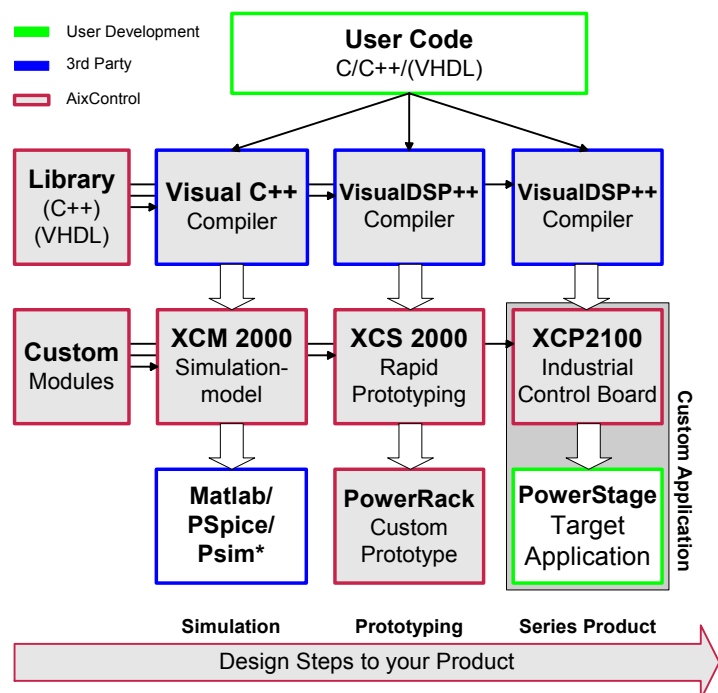 User Development
3rd Party
AixControl
User Code
C/C++/(VHDL)
Library
(C++)
(VHDL)
Visual C++
Compiler
VisualDSP++
Compiler
VisualDSP++
Compiler
Custom
Modules
XCM 2000
Simulation-
model
XCS 2000
Rapid
Prototyping
XCP2100
Industrial
Control Board
Custom Application
Matlab/
PSpice/
Psim*
PowerRack
Custom
Prototype
PowerStage
Target
Application
Simulation
Prototyping
Series Product
Design Steps to your Product